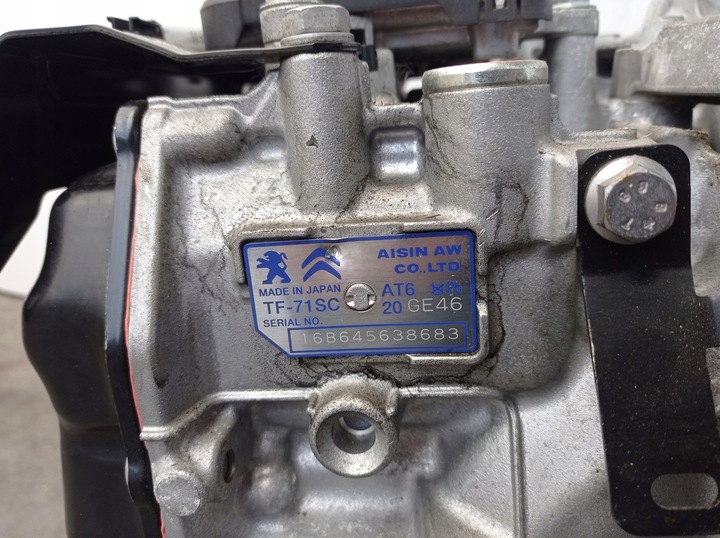 AISIN AW
CO.,LTD
MADE IN JAPAN
TF-71SC AT6
SERIAL NO. 20 GE46
16B645638683